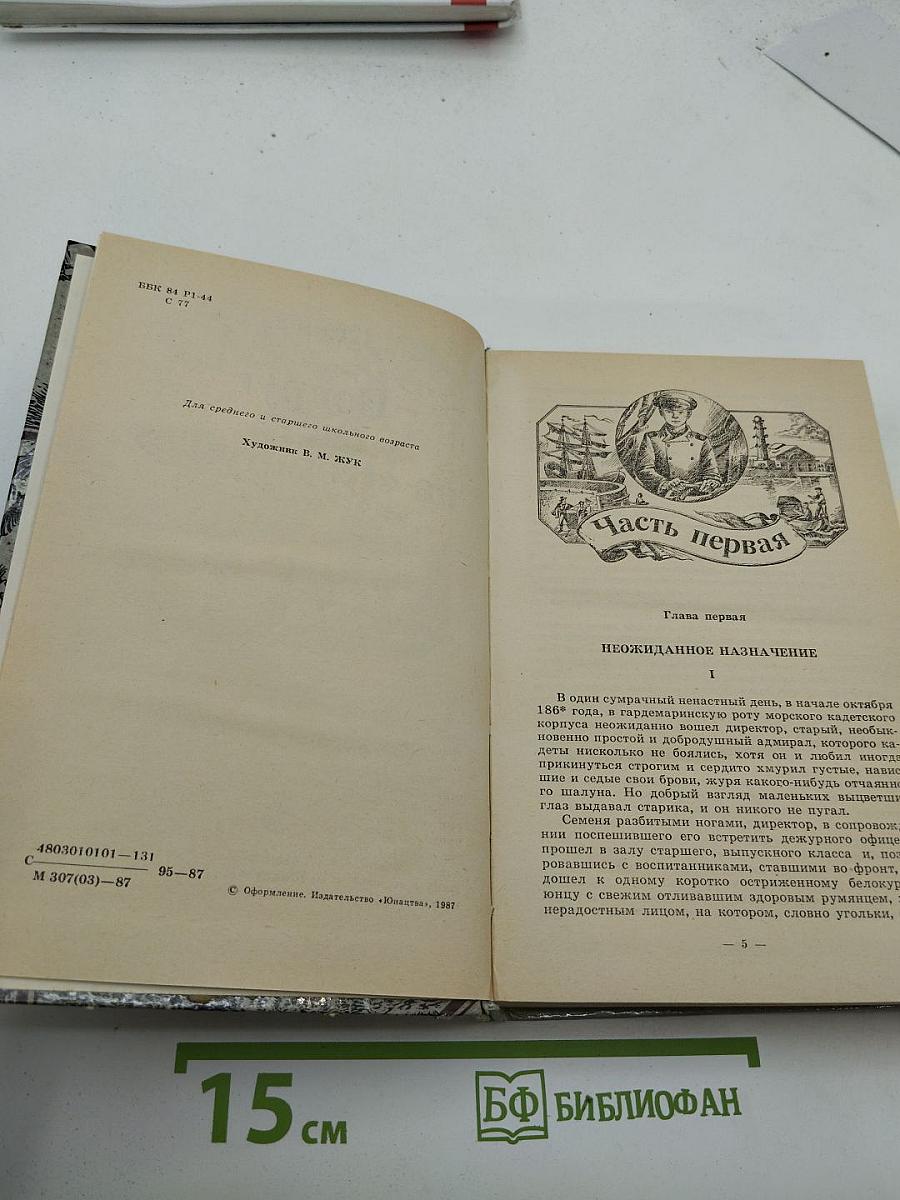 ББК 84 Р1-44
С 77
Для среднего и старшего школьного возраста
Художник В. М. ЖУК
4803010101—131
С 95—87
М 307(03)—87
© Оформление. Издательство «Юнацтва», 1987
Часть первая
Глава первая
НЕОЖИДАННОЕ НАЗНАЧЕНИЕ
I
В один сумрачный ненастный день, в начале октября
186* года, в гардемаринскую роту морского кадетского
корпуса неожиданно вошел директор, старый, необык-
новенно простой и добродушный адмирал, которого ка-
деты нисколько не боялись, хотя он и любил иногда
прикинуться строгим и сердито хмурил густые, навис
шие и седые свои брови, журя какого-нибудь отчаянно
го шалуна. Но добрый взгляд маленьких выцветши
глаз выдавал старика, и он никого не пугал.
Семеня разбитыми ногами, директор, в сопровожд
нии поспешившего его встретить дежурного офице
прошел в залу старшего, выпускного класса и, поз
ровавшись с воспитанниками, ставшими во фронт,
дошел к одному коротко остриженному белокур
юнцу с свежим отливавшим здоровым румянцем,
нерадостным лицом, на котором, словно угольки,
— 5 —
15 см
БФ БИБЛИОФАН